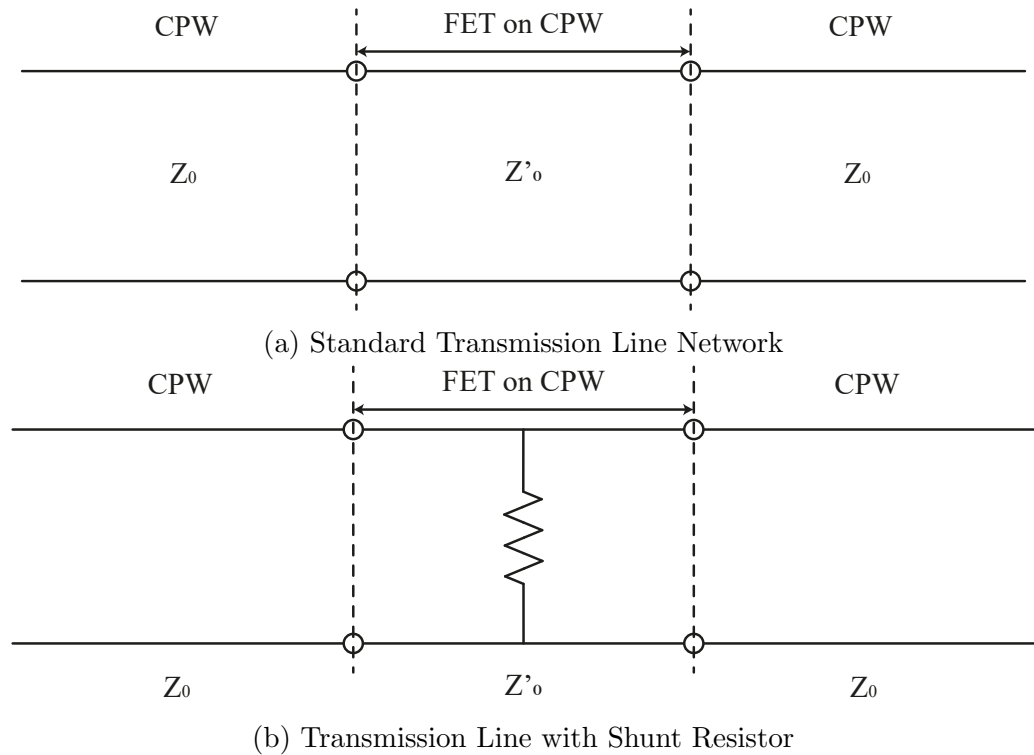 CPW FET on CPW CPW
Z₀ Z’₀ Z₀
(a) Standard Transmission Line Network
CPW FET on CPW CPW
Z₀ Z’₀ Z₀
(b) Transmission Line with Shunt Resistor